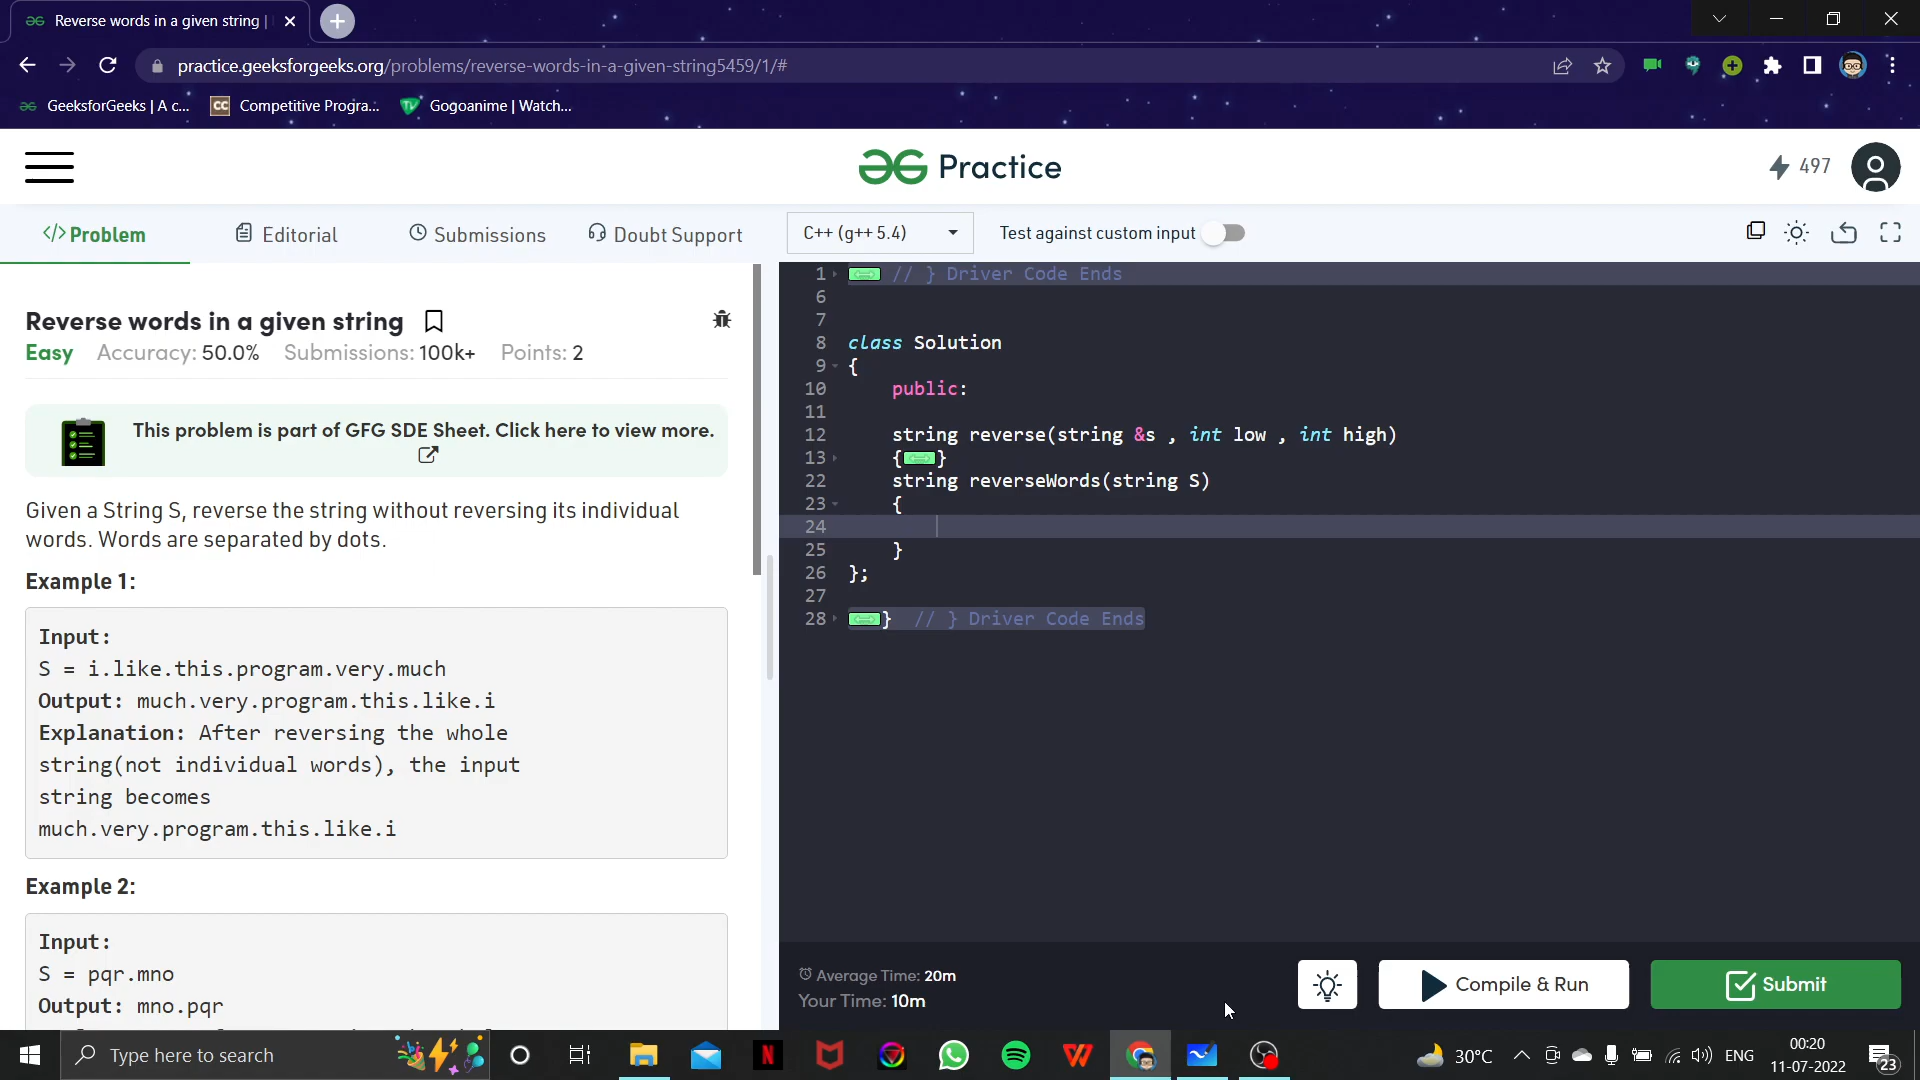 Reverse words in a given string |
practice.geeksforgeeks.org/problems/reverse-words-in-a-given-string5459/1/#
GeeksforGeeks | A c...
CC
Competitive Progra...
Gogoanime | Watch...
Practice
497
</> Problem
Editorial
Submissions
Doubt Support
C++ (g++ 5.4)
Test against custom input
Reverse words in a given string
Easy Accuracy: 50.0% Submissions: 100k+ Points: 2
This problem is part of GFG SDE Sheet. Click here to view more.
Given a String S, reverse the string without reversing its individual
words. Words are separated by dots.
Example 1:
Input:
S = i.like.this.program.very.much
Output: much.very.program.this.like.i
Explanation: After reversing the whole
string(not individual words), the input
string becomes
much.very.program.this.like.i
Example 2:
Input:
S = pqr.mno
Output: mno.pqr
1 // } Driver Code Ends
6
7
8 class Solution
9 {
10 public:
11
12 string reverse(string &s , int low , int high)
13 { }
22 string reverseWords(string S)
23 {
24
25 }
26 };
27
28 } // } Driver Code Ends
Average Time: 20m
Your Time: 10m
Compile & Run
Submit
Type here to search
N
W
30°C
ENG
00:20
11-07-2022
23